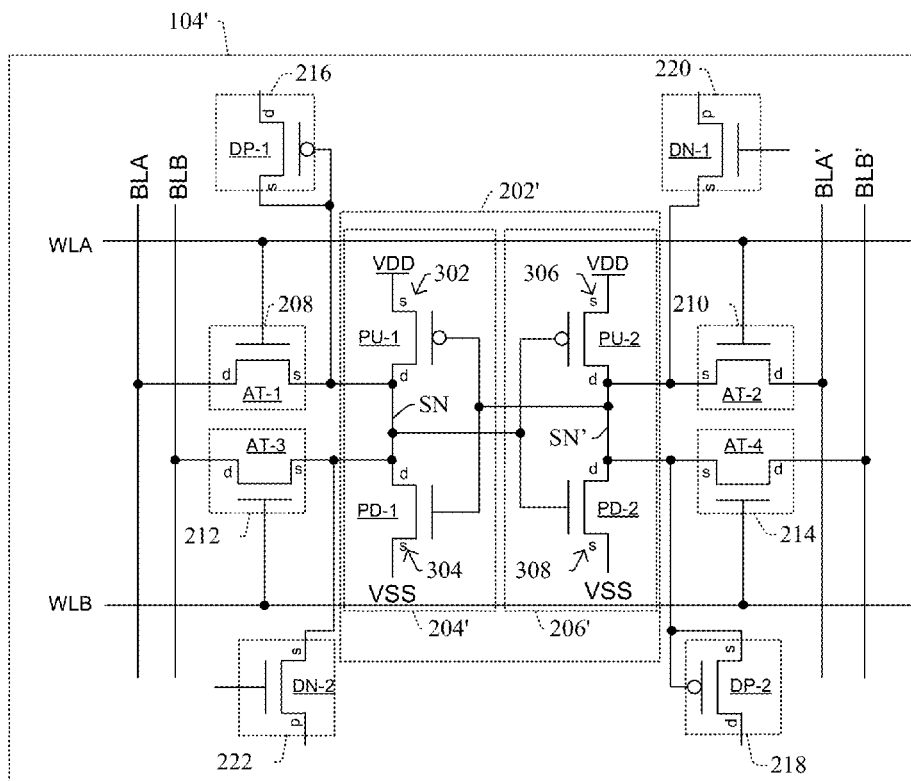 104'
216
220
d
DP-1
s
p
DN-1
s
BLA
BLB
BLA'
BLB'
202'
WLA
VDD
302
s
306
VDD
s
208
210
PU-1
PU-2
d
d
d
s
AT-1
SN
s
d
AT-2
SN'
AT-3
AT-4
d
s
d
d
s
d
PD-1
PD-2
212
214
s
304
308
s
VSS
VSS
WLB
204'
206'
s
DN-2
p
s
DP-2
d
222
218